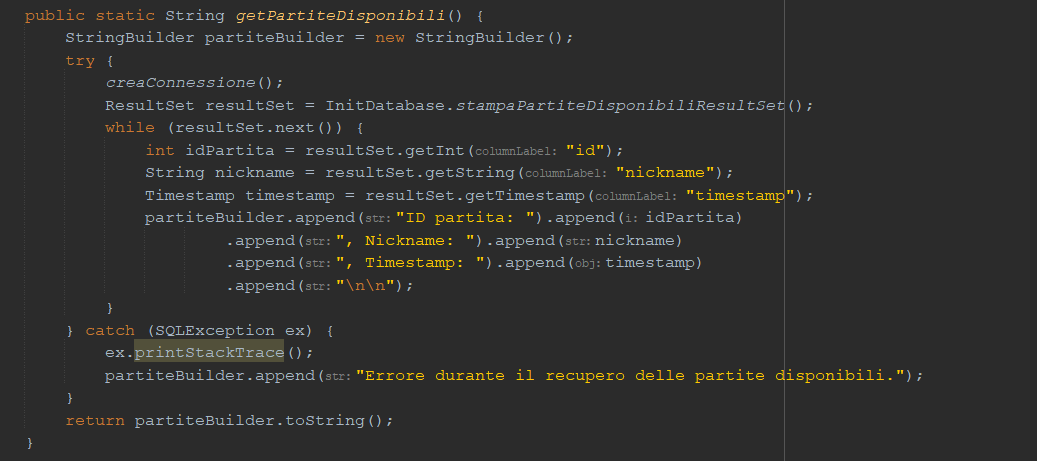 public static String getPartiteDisponibili() {
    StringBuilder partiteBuilder = new StringBuilder();
    try {
        creaConnessione();
        ResultSet resultSet = InitDatabase.stampaPartiteDisponibiliResultSet();
        while (resultSet.next()) {
            int idPartita = resultSet.getInt( columnLabel: "id");
            String nickname = resultSet.getString( columnLabel: "nickname");
            Timestamp timestamp = resultSet.getTimestamp( columnLabel: "timestamp");
            partiteBuilder.append( str: "ID partita: ").append( i: idPartita)
                    .append( str: ", Nickname: ").append( str: nickname)
                    .append( str: ", Timestamp: ").append( obj: timestamp)
                    .append( str: "\n\n");
        }
    } catch (SQLException ex) {
        ex.printStackTrace();
        partiteBuilder.append( str: "Errore durante il recupero delle partite disponibili.");
    }
    return partiteBuilder.toString();
}